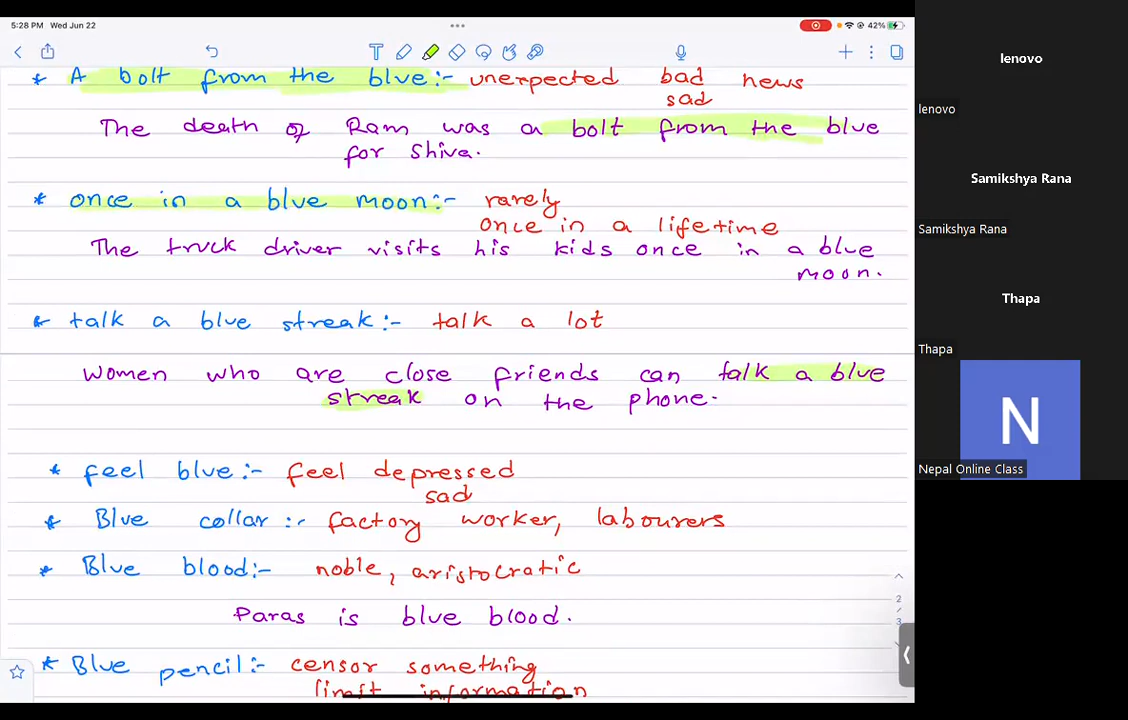 5:28 PM Wed Jun 22
42%
* A bolt from the blue:- unexpected bad news
sad
The death of Ram was a bolt from the blue
for Shiva.
* once in a blue moon:- rarely
once in a lifetime
The truck driver visits his kids once in a blue
moon.
* talk a blue streak:- talk a lot
women who are close friends can talk a blue
streak on the phone.
* feel blue:- feel depressed
sad
* Blue collar:- factory worker, labourers
* Blue blood:- noble, aristocratic
Paras is blue blood.
* Blue pencil:- censor something
limit information
2
/
3
lenovo
lenovo
Samikshya Rana
Samikshya Rana
Thapa
Thapa
N
Nepal Online Class